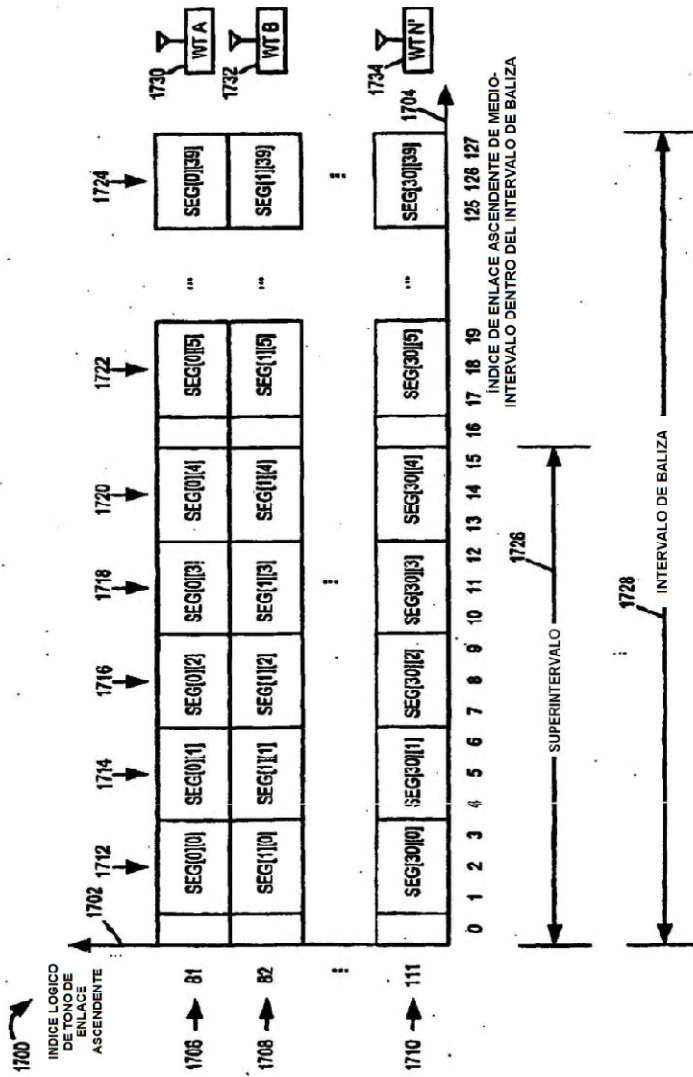 1700
ÍNDICE LOGICO
DE TONO DE
ENLACE
ASCENDENTE
1702
1712
1714
1716
1718
1720
1722
1724
1706
81
SEG[0][0]
SEG[0][1]
SEG[0][2]
SEG[0][3]
SEG[0][4]
SEG[0][5]
...
SEG[0][39]
1730
WT A
1708
82
SEG[1][0]
SEG[1][1]
SEG[1][2]
SEG[1][3]
SEG[1][4]
SEG[1][5]
...
SEG[1][39]
1732
WT B
1710
111
SEG[30][0]
SEG[30][1]
SEG[30][2]
SEG[30][3]
SEG[30][4]
SEG[30][5]
...
SEG[30][39]
1734
WT N'
1704
0 1 2 3 4 5 6 7 8 9 10 11 12 13 14 15 16 17 18 19 125 126 127
ÍNDICE DE ENLACE ASCENDENTE DE MEDIO-
INTERVALO DENTRO DEL INTERVALO DE BALIZA
SUPERINTERVALO
1726
1728
INTERVALO DE BALIZA